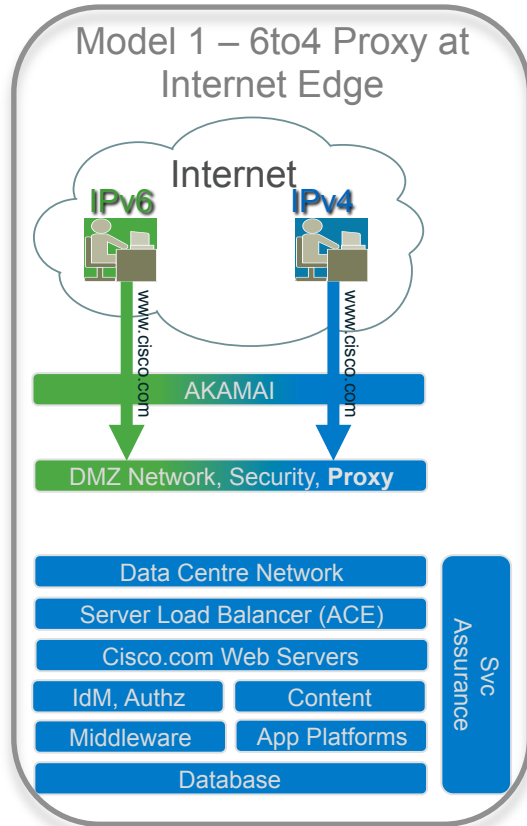 Model 1 – 6to4 Proxy at
Internet Edge
Internet
IPv6
IPv4
www.cisco.com
www.cisco.com
AKAMAI
DMZ Network, Security, Proxy
Data Centre Network
Server Load Balancer (ACE)
Cisco.com Web Servers
IdM, Authz
Content
Middleware
App Platforms
Database
Svc
Assurance